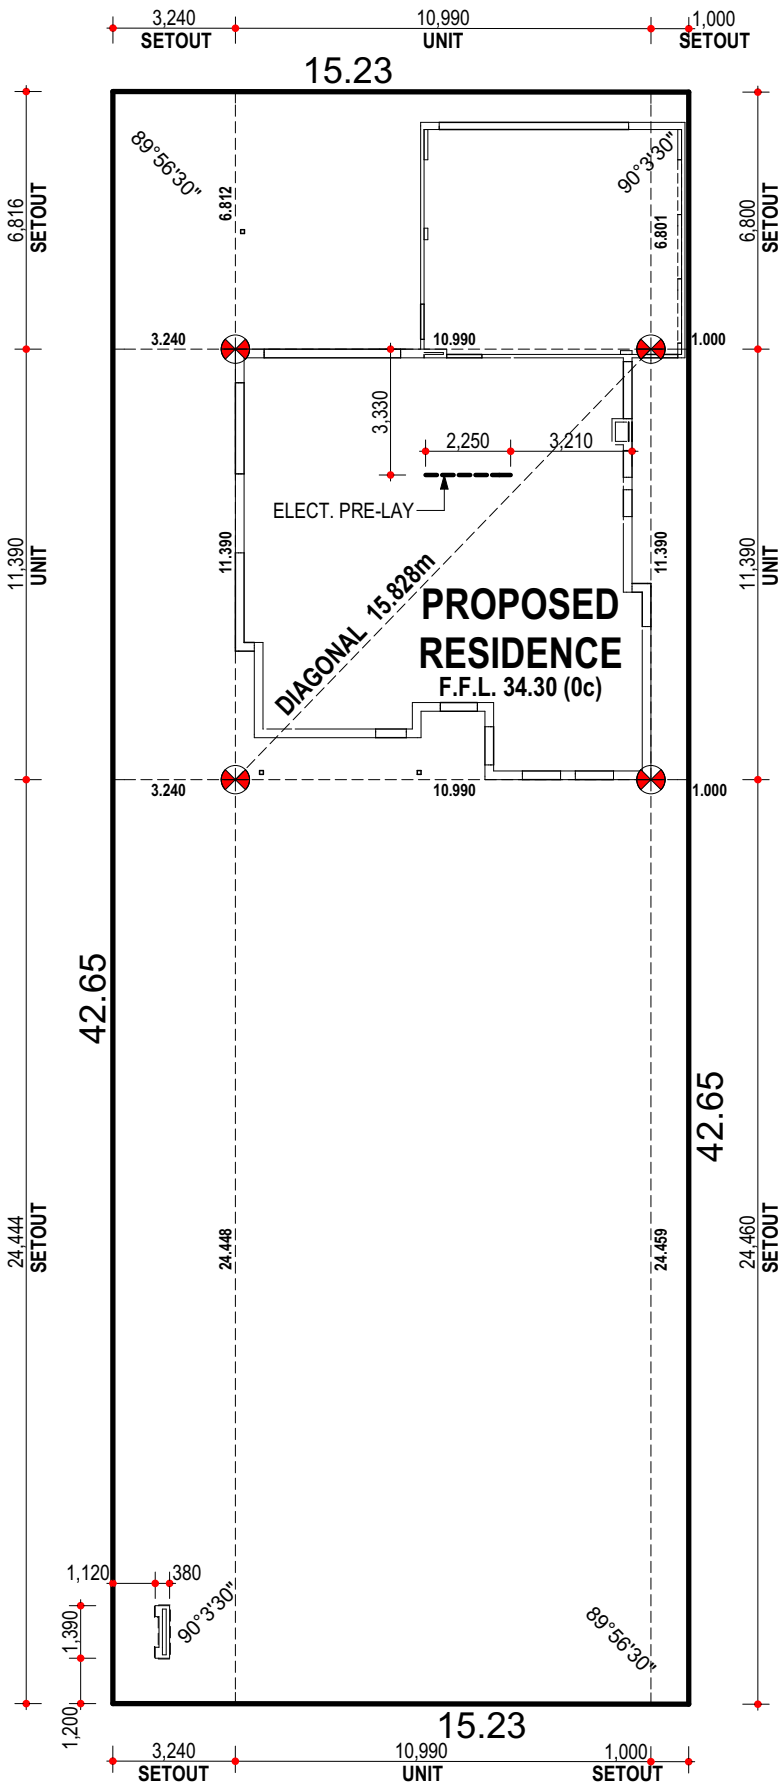 3,240
10,990
1,000
SETOUT
UNIT
SETOUT
15.23
89°56'30"
90°3'30"
6,816
SETOUT
6.812
6.801
6,800
SETOUT
3.240
10.990
1.000
3,330
2,250
3,210
ELECT. PRE-LAY
11,390
UNIT
11.390
11.390
11,390
UNIT
DIAGONAL 15.828m
PROPOSED
RESIDENCE
F.F.L. 34.30 (0c)
3.240
10.990
1.000
42.65
42.65
24,444
SETOUT
24.448
24.459
24,460
SETOUT
1,120
380
1,390
90°3'30"
89°56'30"
1,200
15.23
3,240
10,990
1,000
SETOUT
UNIT
SETOUT